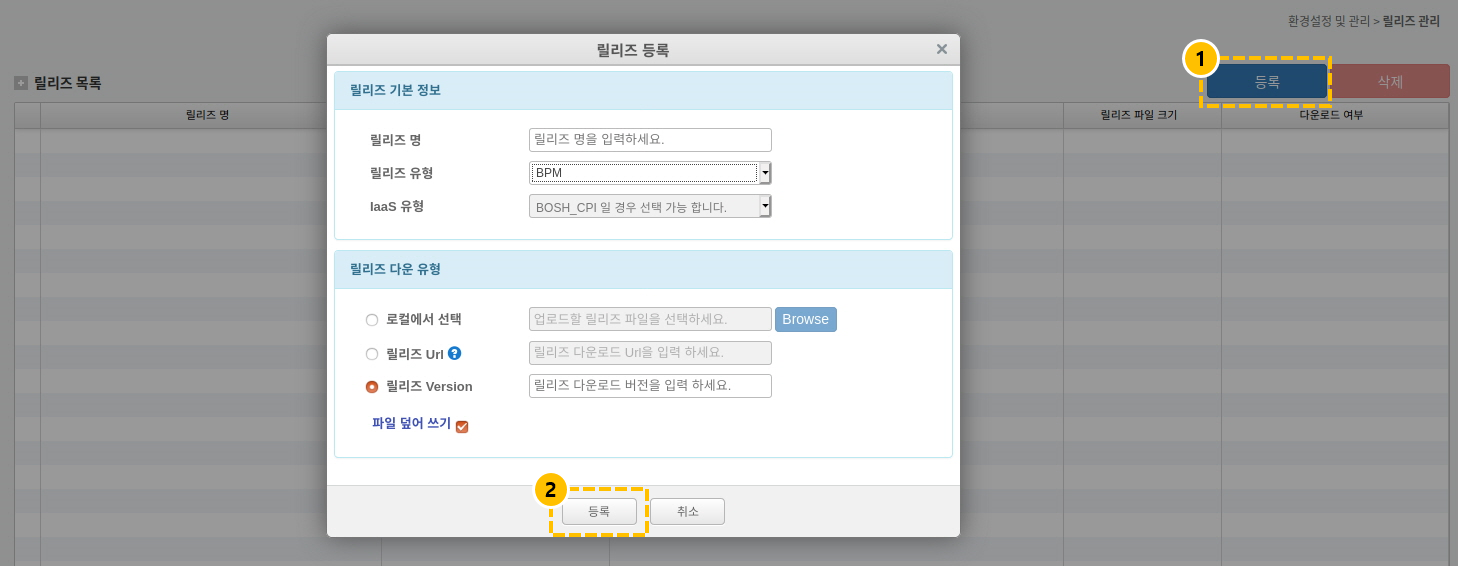 환경설정 및 관리 > 릴리즈 관리
릴리즈 목록
1
등록
삭제
릴리즈 명
릴리즈 파일 크기
다운로드 여부
릴리즈 등록
×
릴리즈 기본 정보
릴리즈 명
릴리즈 명을 입력하세요.
릴리즈 유형
BPM
IaaS 유형
BOSH_CPI 일 경우 선택 가능 합니다.
릴리즈 다운 유형
로컬에서 선택
업로드할 릴리즈 파일을 선택하세요.
Browse
릴리즈 Url ?
릴리즈 다운로드 Url을 입력 하세요.
릴리즈 Version
릴리즈 다운로드 버전을 입력 하세요.
파일 덮어 쓰기
2
등록
취소